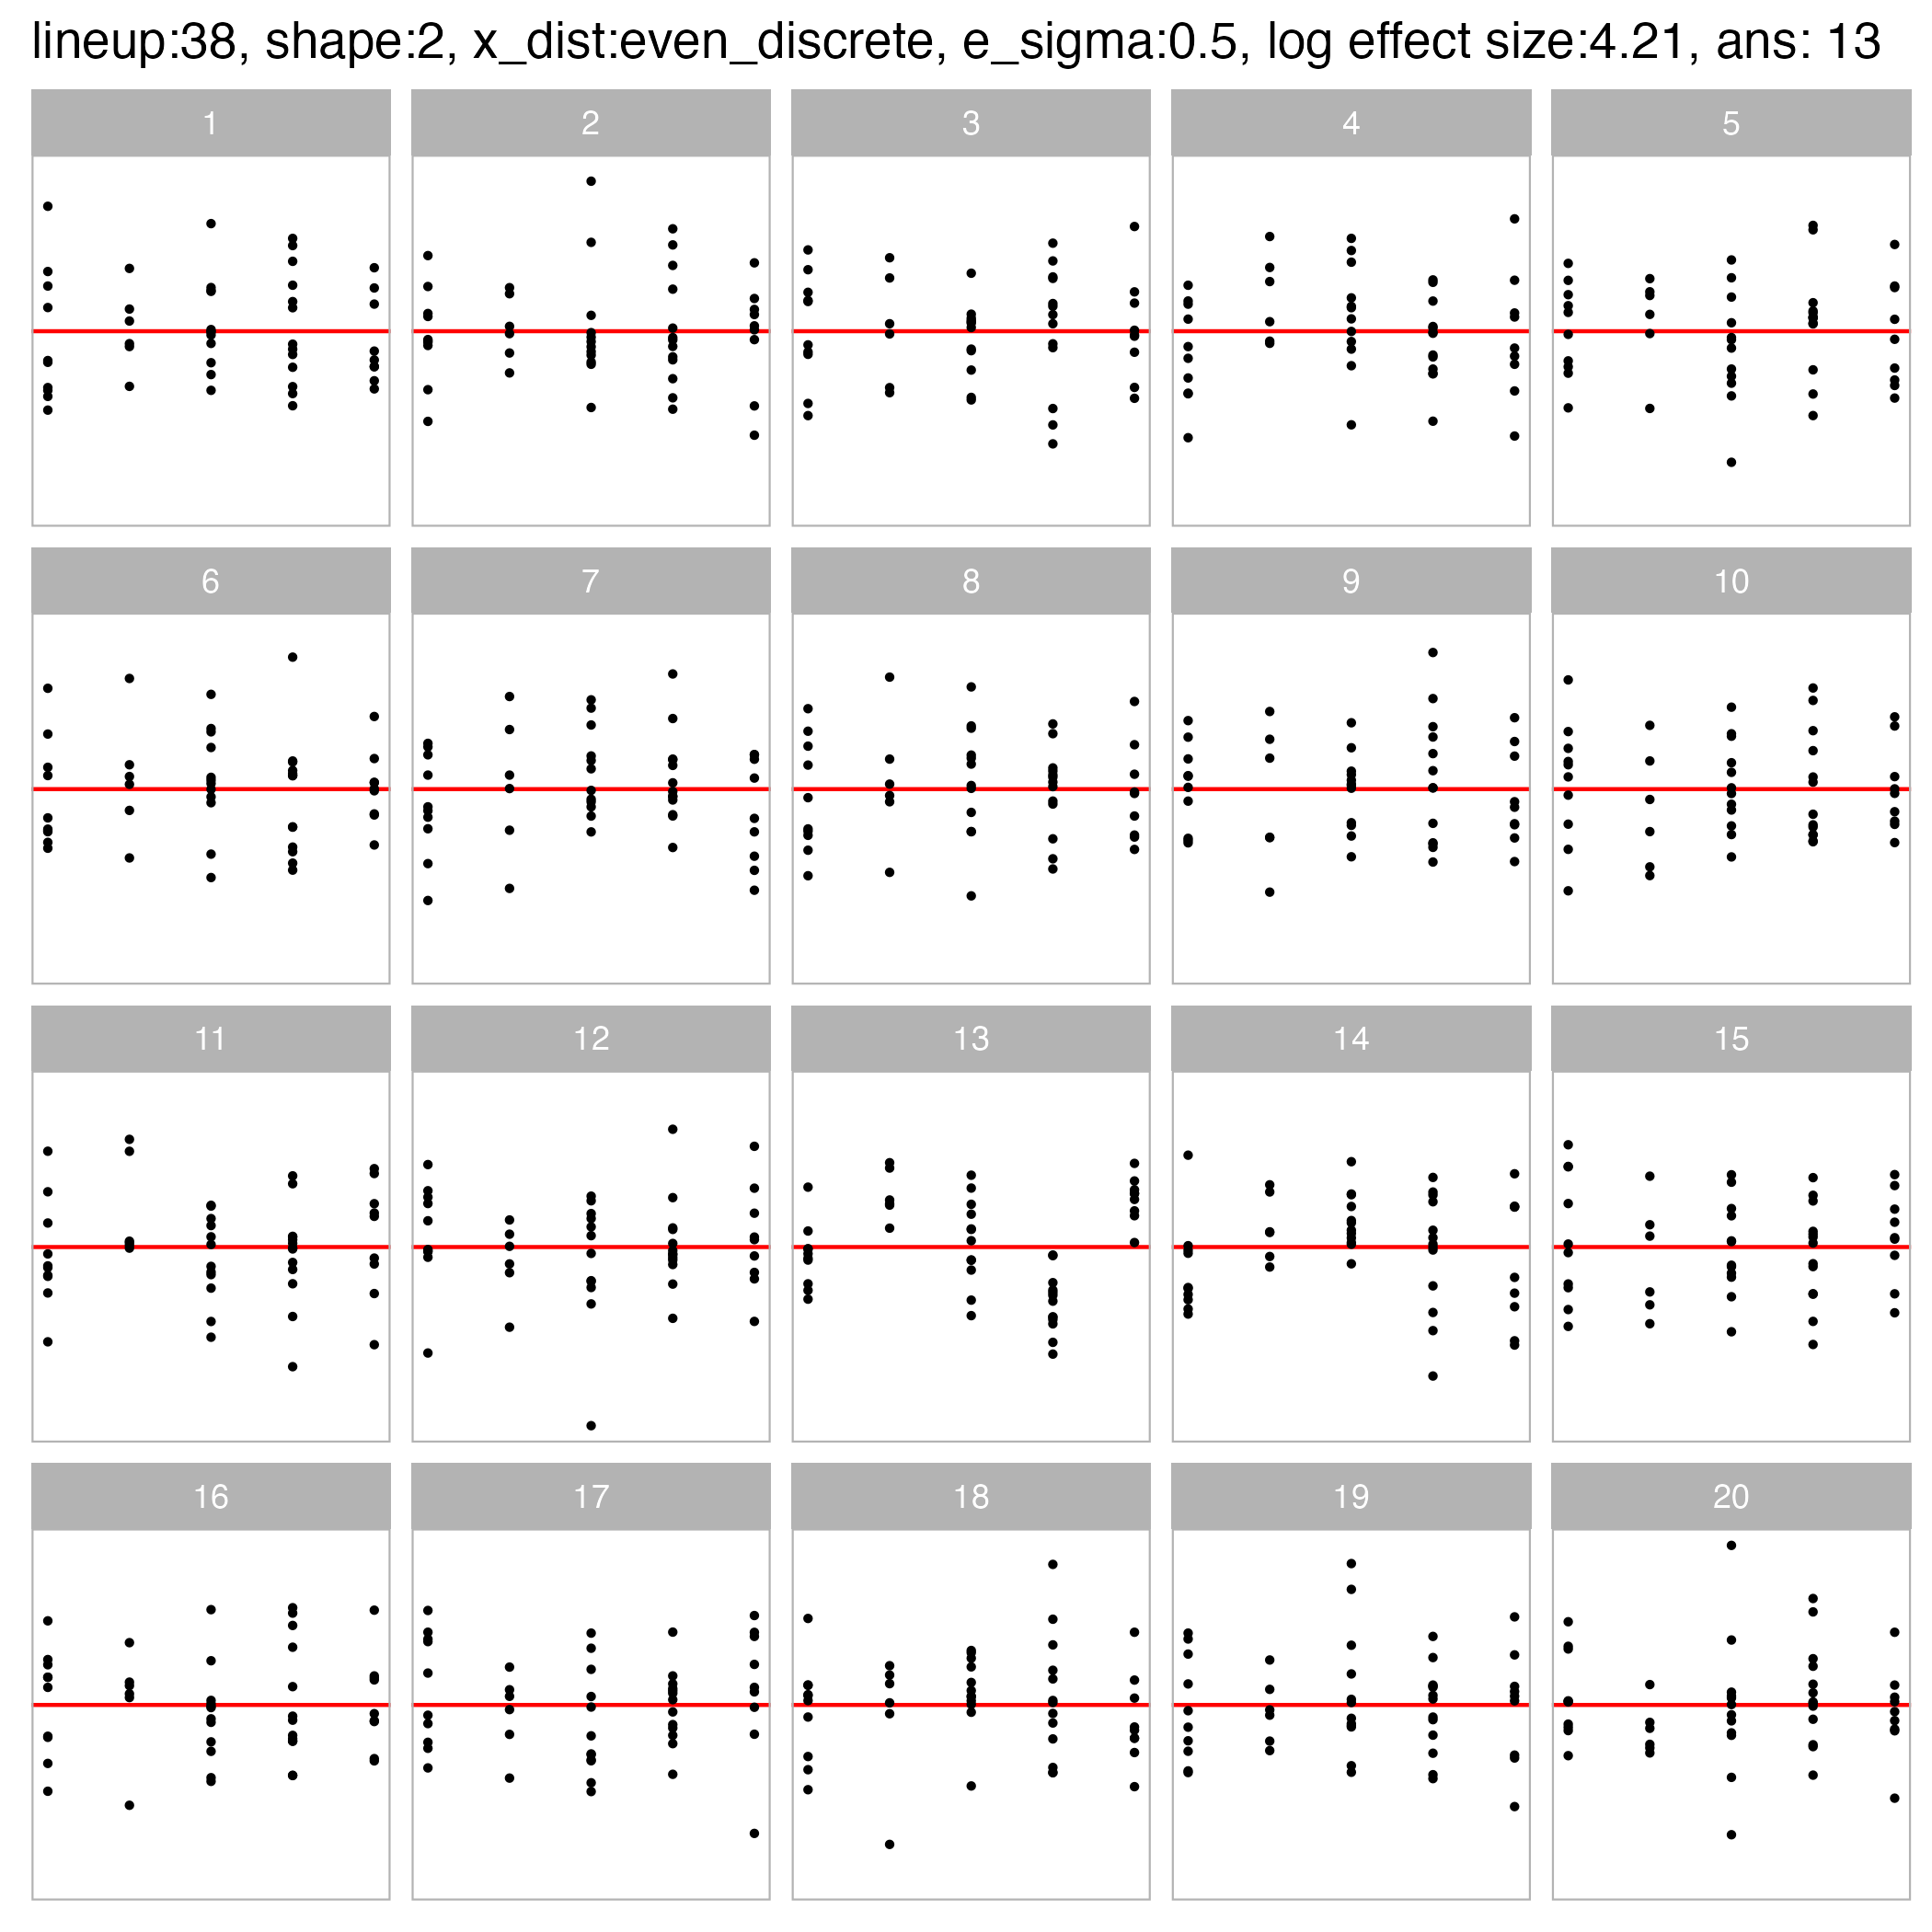 lineup:38, shape:2, x_dist:even_discrete, e_sigma:0.5, log effect size:4.21, ans: 13
1 2 3 4 5
6 7 8 9 10
11 12 13 14 15
16 17 18 19 20